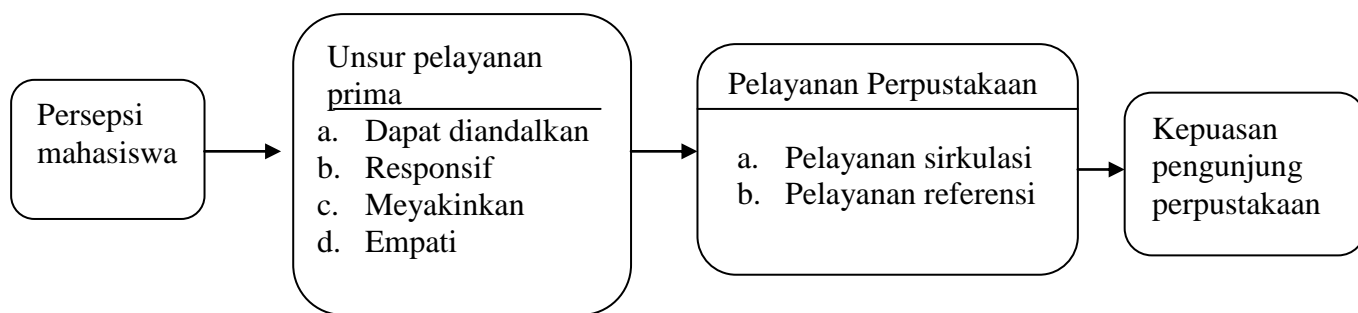 Persepsi
mahasiswa
Unsur pelayanan
prima
a. Dapat diandalkan
b. Responsif
c. Meyakinkan
d. Empati
Pelayanan Perpustakaan
a. Pelayanan sirkulasi
b. Pelayanan referensi
Kepuasan
pengunjung
perpustakaan